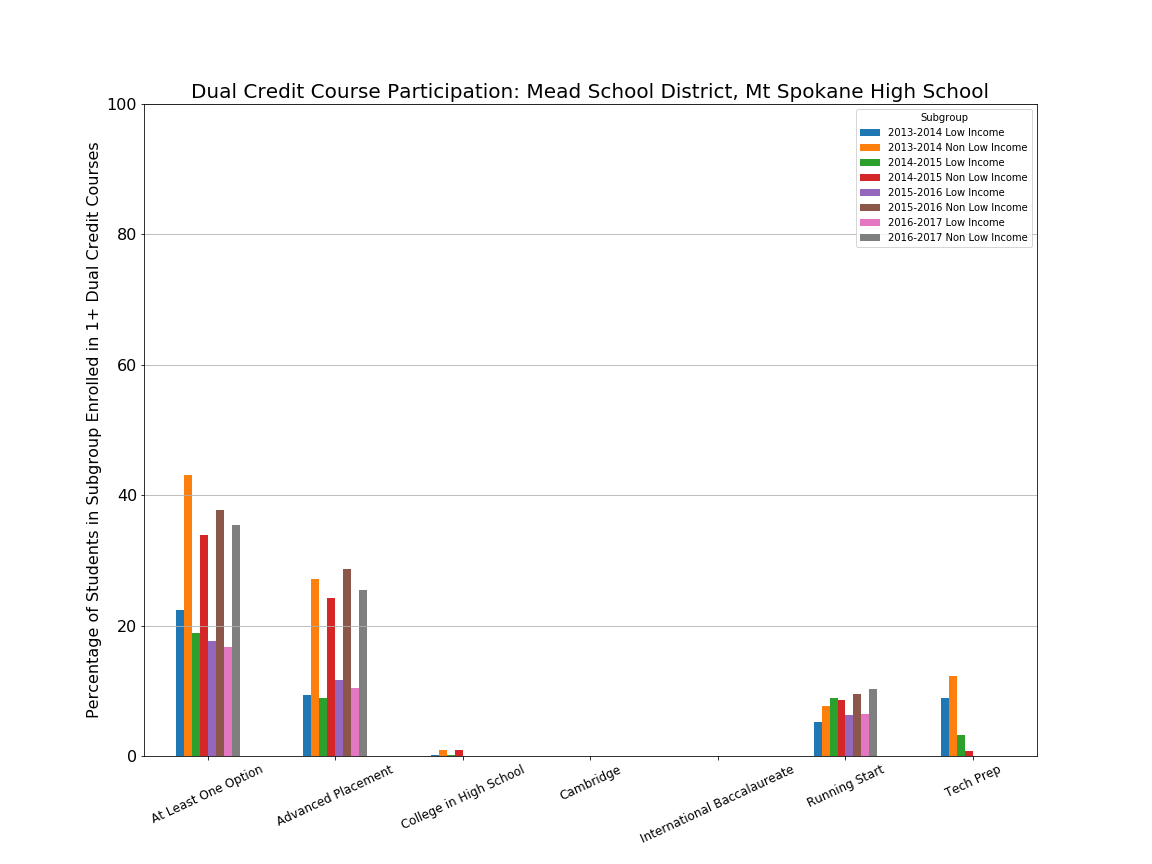 Dual Credit Course Participation: Mead School District, Mt Spokane High School
Percentage of Students in Subgroup Enrolled in 1+ Dual Credit Courses
100
80
60
40
20
0
Subgroup
2013-2014 Low Income
2013-2014 Non Low Income
2014-2015 Low Income
2014-2015 Non Low Income
2015-2016 Low Income
2015-2016 Non Low Income
2016-2017 Low Income
2016-2017 Non Low Income
At Least One Option
Advanced Placement
College in High School
Cambridge
International Baccalaureate
Running Start
Tech Prep